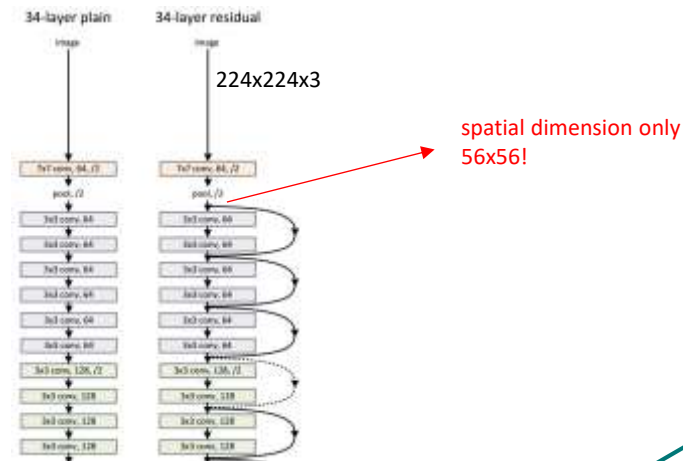 34-layer plain
34-layer residual
image
image
224x224x3
spatial dimension only
56x56!
7x7 conv, 64, /2
7x7 conv, 64, /2
pool, /2
pool, /2
3x3 conv, 64
3x3 conv, 64
3x3 conv, 64
3x3 conv, 64
3x3 conv, 64
3x3 conv, 64
3x3 conv, 64
3x3 conv, 64
3x3 conv, 64
3x3 conv, 64
3x3 conv, 64
3x3 conv, 64
3x3 conv, 128, /2
3x3 conv, 128, /2
3x3 conv, 128
3x3 conv, 128
3x3 conv, 128
3x3 conv, 128
3x3 conv, 128
3x3 conv, 128